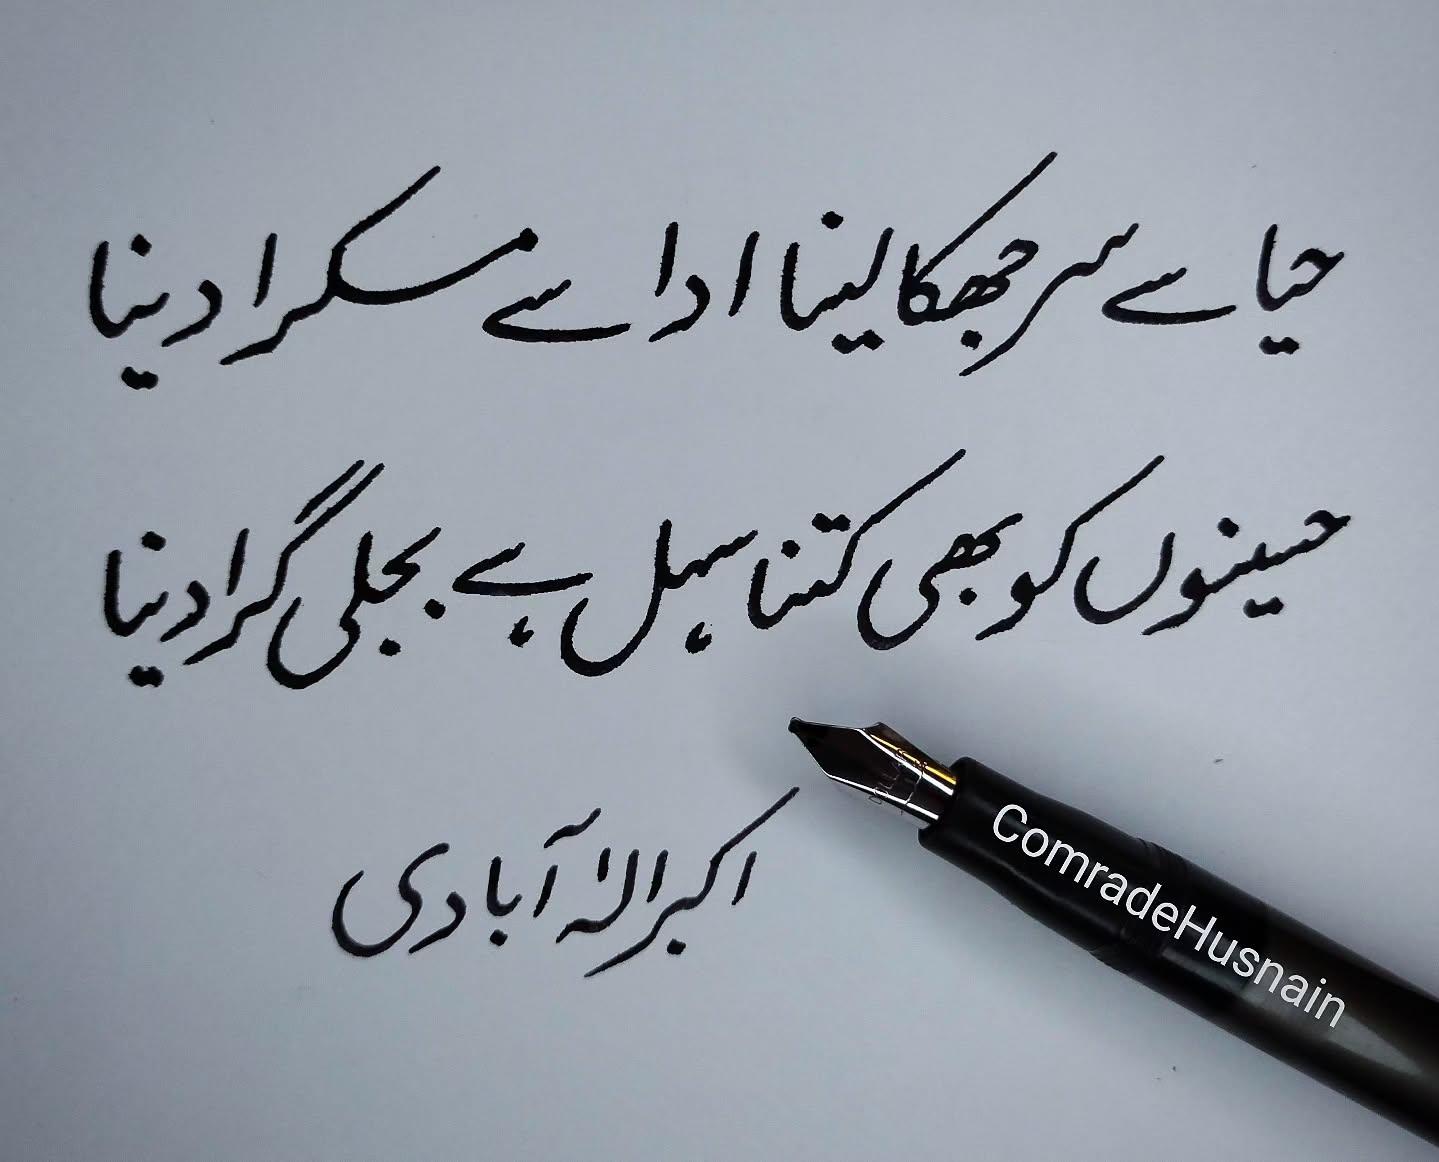 حیا سے سر جھکا لینا ادا سے مسکرا دینا
حسینوں کو بھی کتنا سہل ہے بجلی گرا دینا
اکبر الہٰ آبادی
ComradeHusnain